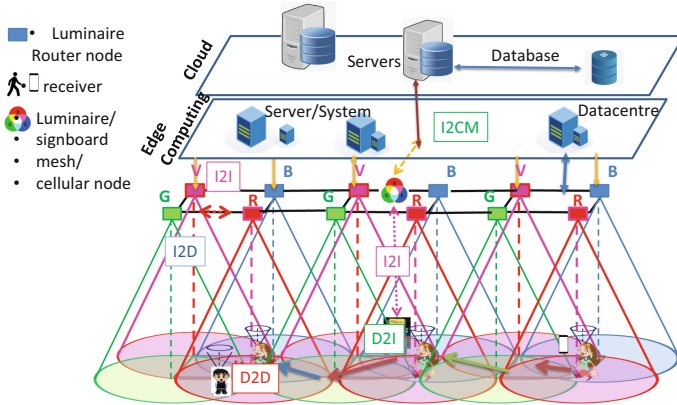 • Luminaire
Router node
receiver
• Luminaire/
• signboard
• mesh/
• cellular node
Cloud
Servers
Database
Edge
Computing
Server/System
I2CM
Datacentre
V
I2I
B
V
B
V
B
G
R
G
R
G
R
I2D
I2I
D2I
D2D